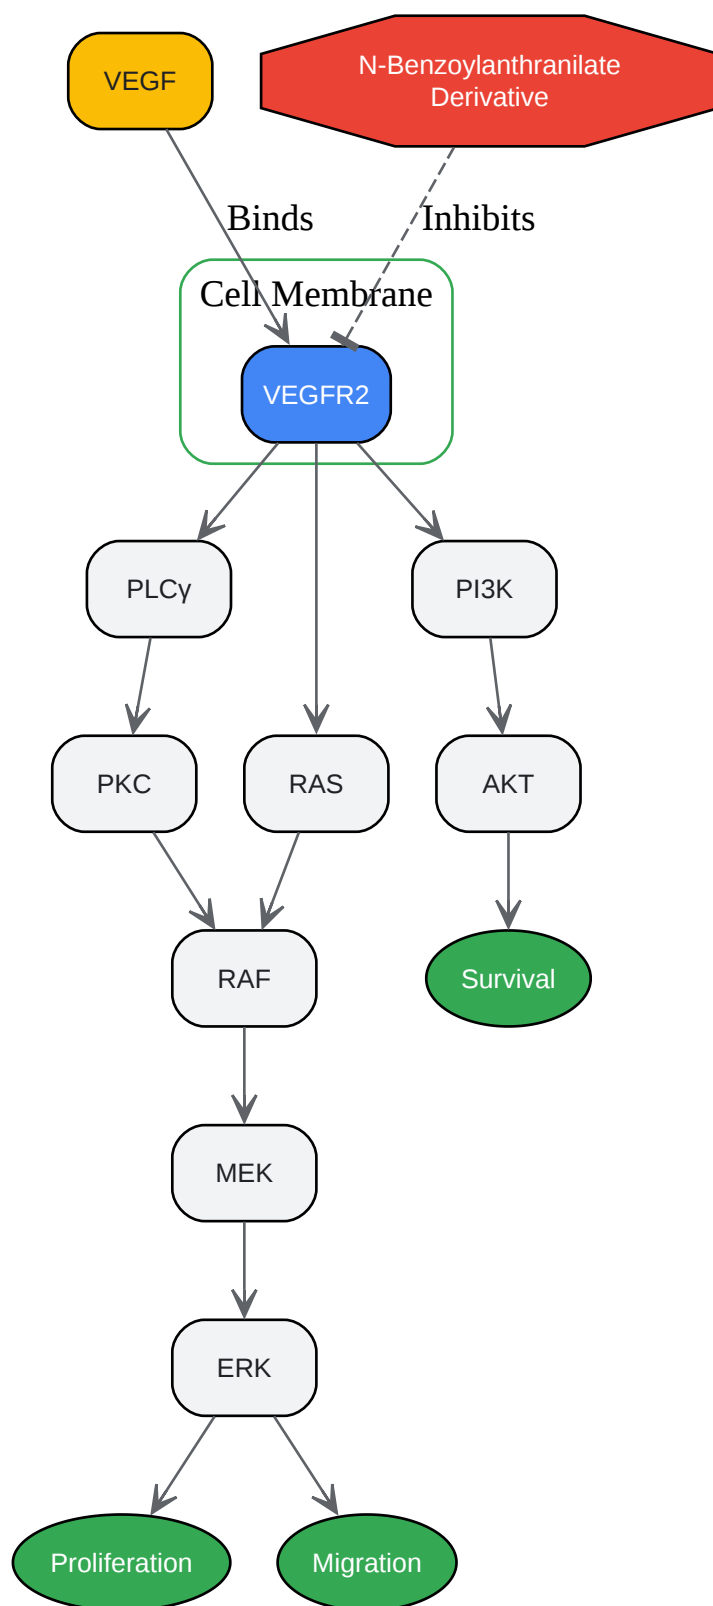 VEGF
N-Benzoylanthranilate
Derivative
Binds
Inhibits
Cell Membrane
VEGFR2
PLCγ
PI3K
PKC
RAS
AKT
RAF
Survival
MEK
ERK
Proliferation
Migration